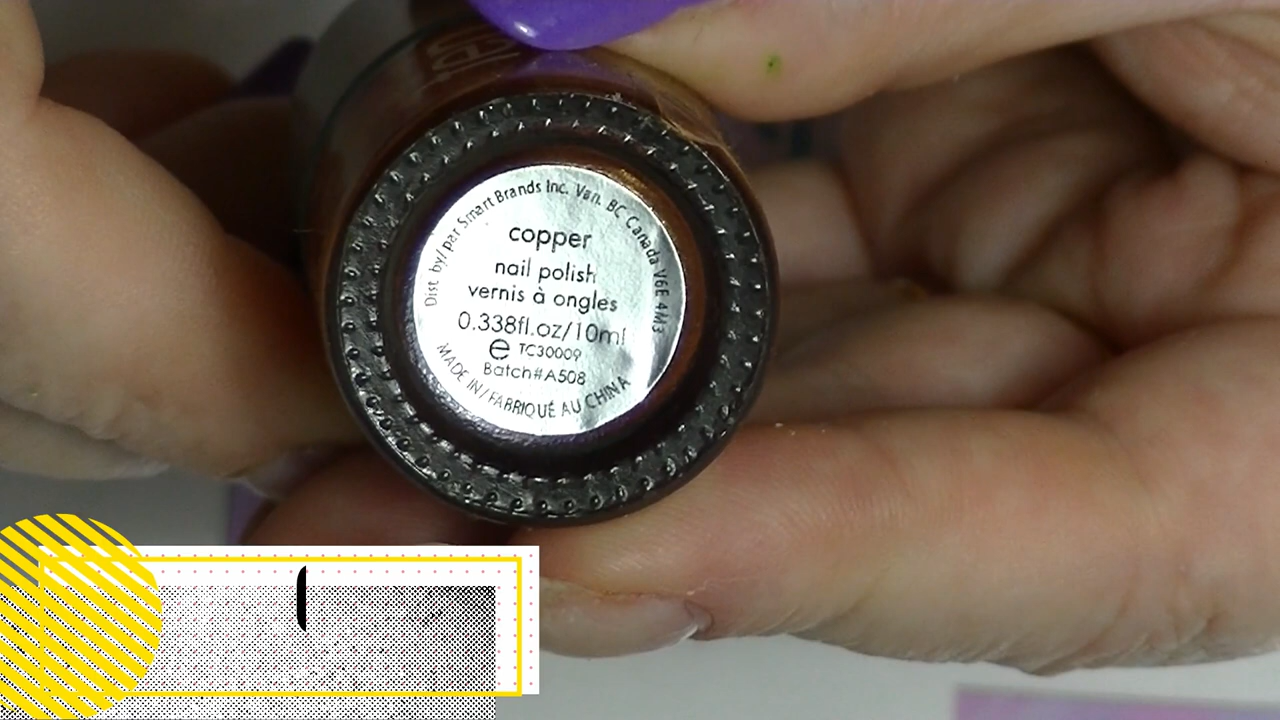 Dist. by/par Smart Brands Inc. Van. BC Canada V6E 4M3
copper
nail polish
vernis à ongles
0.338fl.oz/10ml
e TC30009
Batch#A508
MADE IN/FABRIQUÉ AU CHINA